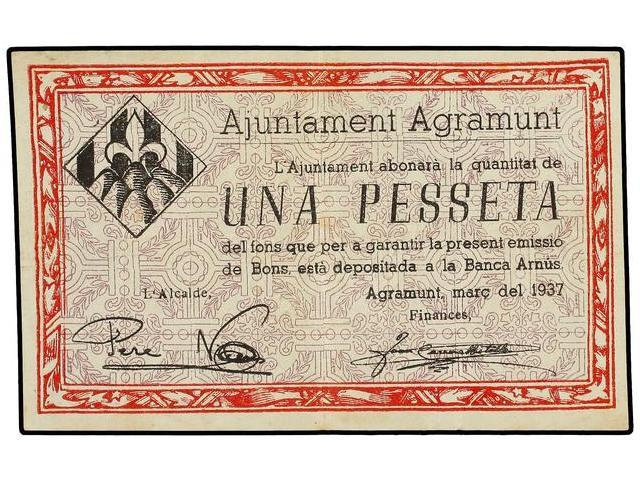 Ajuntament Agramunt
L'Ajuntament abonarà la quantitat de
UNA PESSETA
del fons que per a garantir la present emissió
de Bons, està depositada a la Banca Arnús.
Agramunt, març del 1937
L'Alcalde,
Finances,
Pere